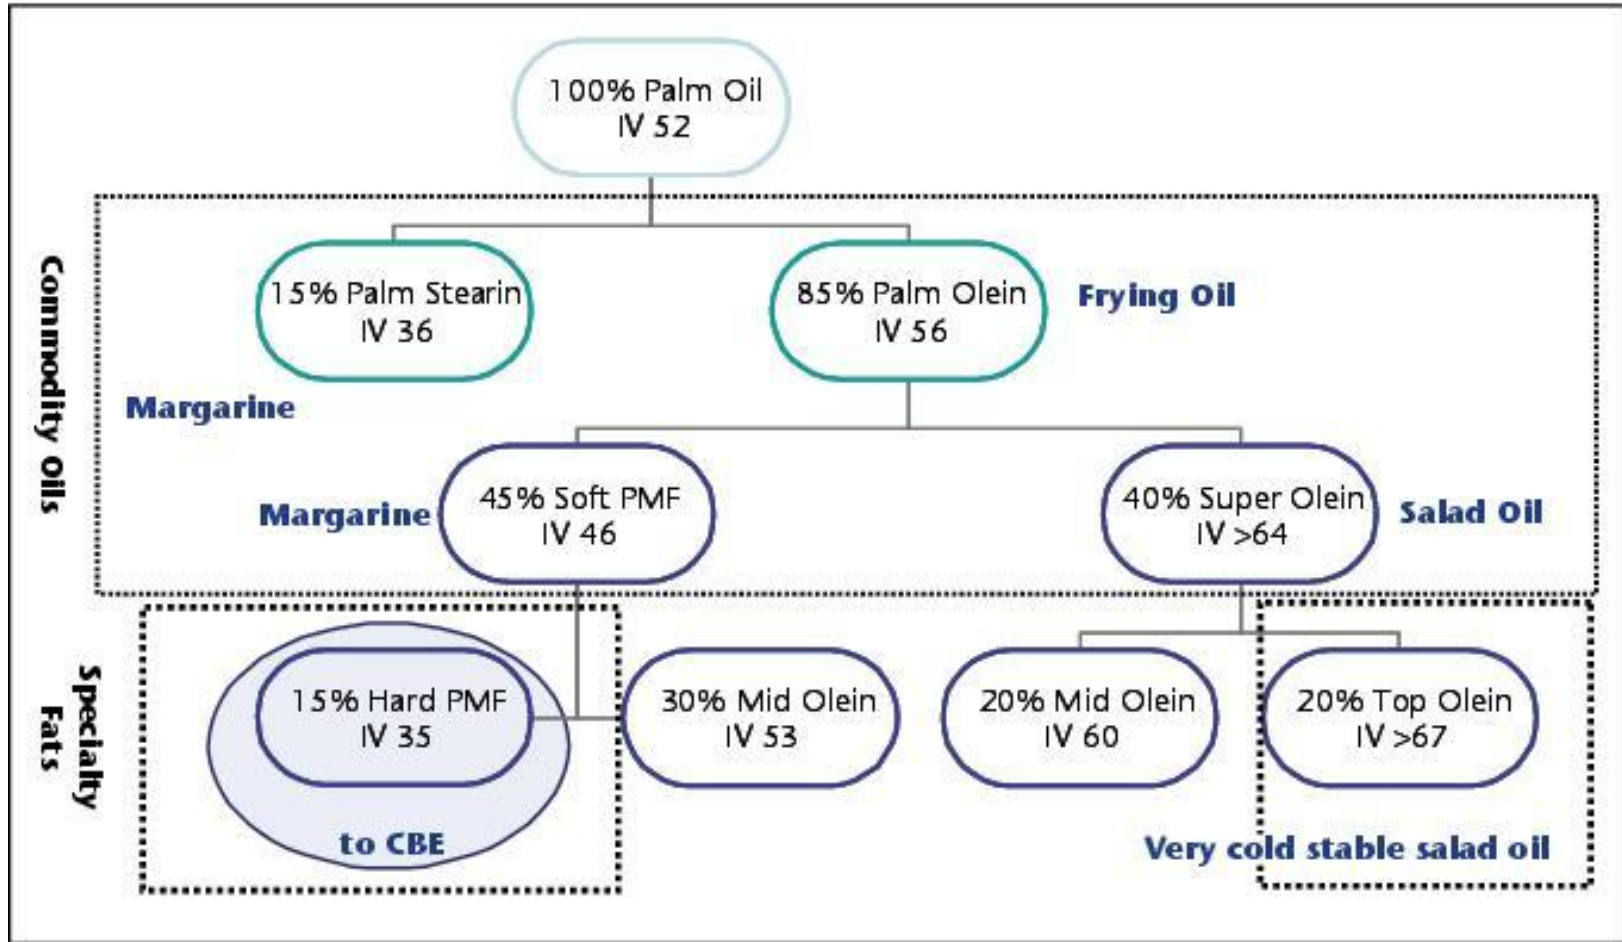 100% Palm Oil
IV 52
Commodity Oils
15% Palm Stearin
IV 36
85% Palm Olein
IV 56
Frying Oil
Margarine
Margarine
45% Soft PMF
IV 46
40% Super Olein
IV >64
Salad Oil
Specialty
Fats
15% Hard PMF
IV 35
to CBE
30% Mid Olein
IV 53
20% Mid Olein
IV 60
20% Top Olein
IV >67
Very cold stable salad oil